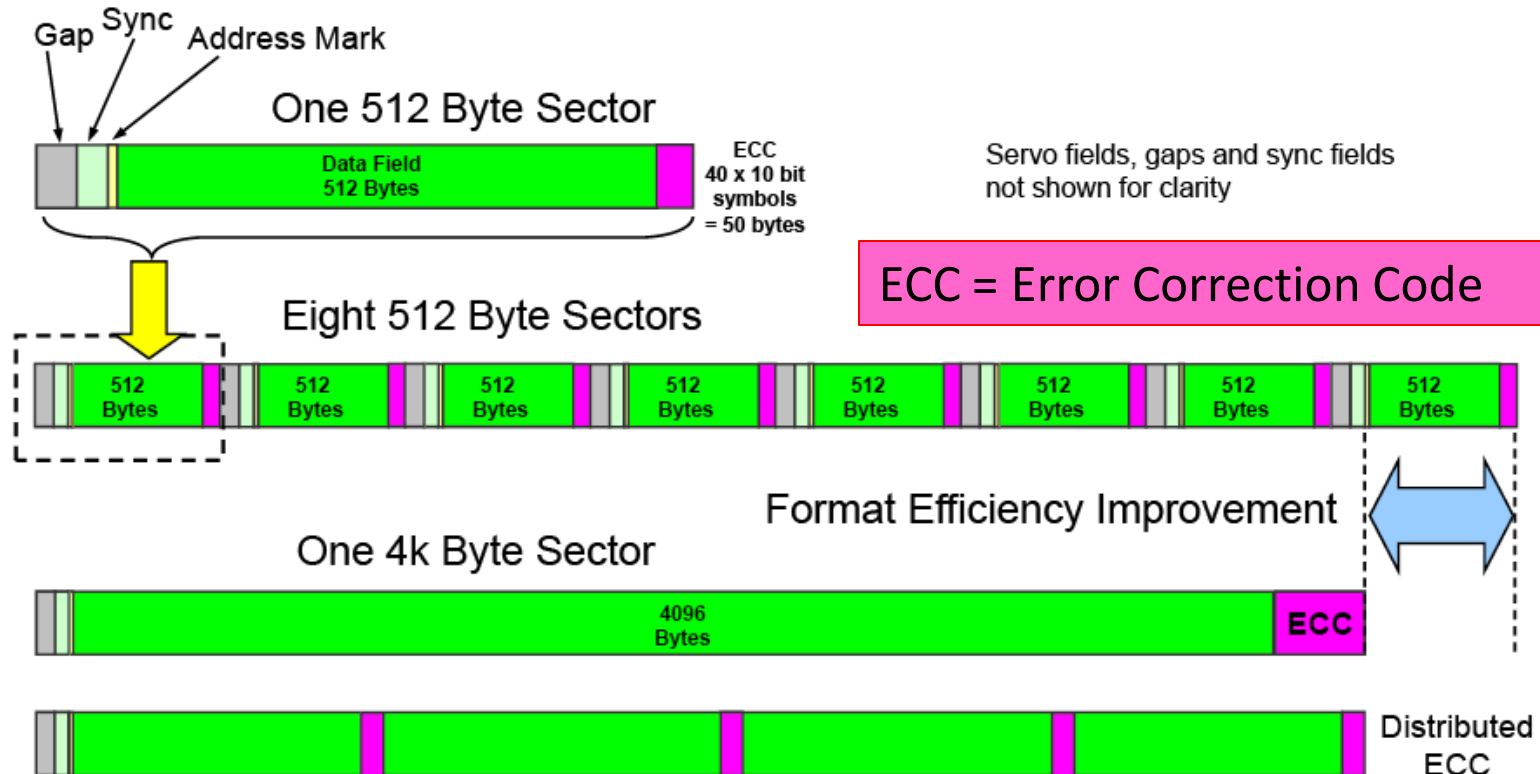 Gap
Sync
Address Mark
One 512 Byte Sector
Data Field
512 Bytes
ECC
40 x 10 bit
symbols
= 50 bytes
Servo fields, gaps and sync fields
not shown for clarity
ECC = Error Correction Code
Eight 512 Byte Sectors
512
Bytes
512
Bytes
512
Bytes
512
Bytes
512
Bytes
512
Bytes
512
Bytes
512
Bytes
Format Efficiency Improvement
One 4k Byte Sector
4096
Bytes
ECC
Distributed
ECC